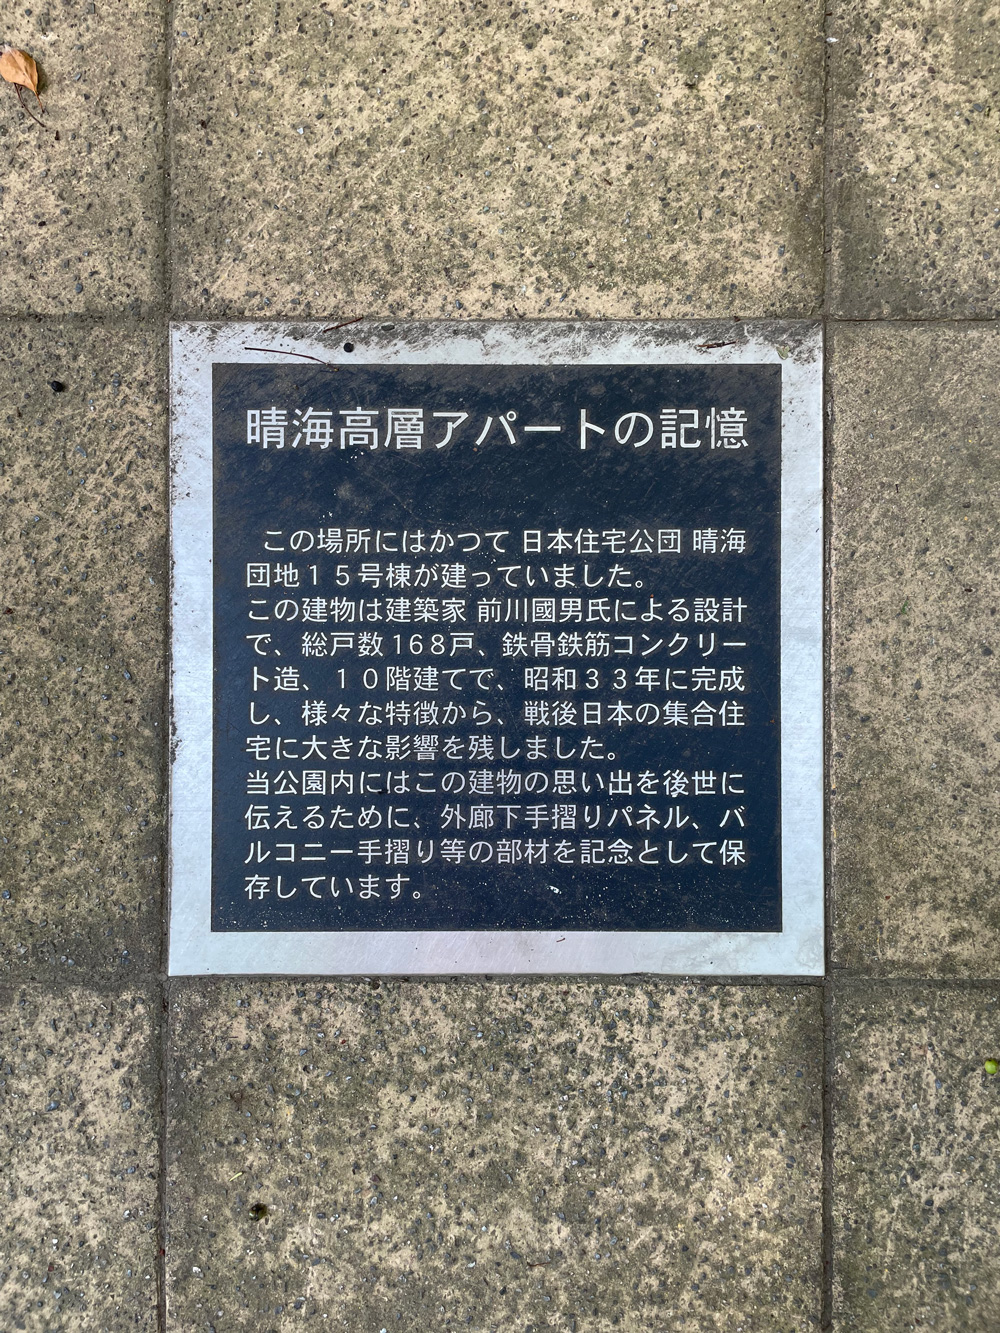 晴海高層アパートの記憶
この場所にはかつて 日本住宅公団 晴海
団地１５号棟が建っていました。
この建物は建築家 前川國男氏による設計
で、総戸数168戸、鉄骨鉄筋コンクリー
ト造、１０階建てで、昭和３３年に完成
し、様々な特徴から、戦後日本の集合住
宅に大きな影響を残しました。
当公園内にはこの建物の思い出を後世に
伝えるために、外廊下手摺りパネル、バ
ルコニー手摺り等の部材を記念として保
存しています。